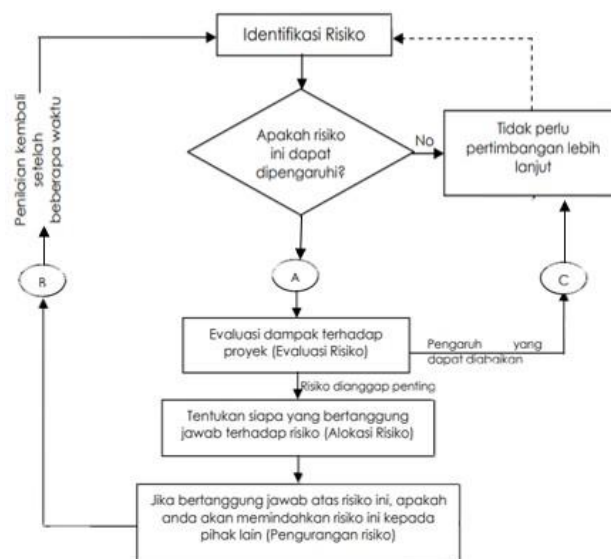 Identifikasi Risiko
Penilaian kembali
setelah
beberapa waktu
Apakah risiko
ini dapat
dipengaruhi?
No
Tidak perlu
pertimbangan lebih
lanjut
B
A
C
Evaluasi dampak terhadap
proyek (Evaluasi Risiko)
Pengaruh yang
dapat diabaikan
Risiko dianggap penting
Tentukan siapa yang bertanggung
jawab terhadap risiko (Alokasi Risiko)
Jika bertanggung jawab atas risiko ini, apakah
anda akan memindahkan risiko ini kepada
pihak lain (Pengurangan risiko)